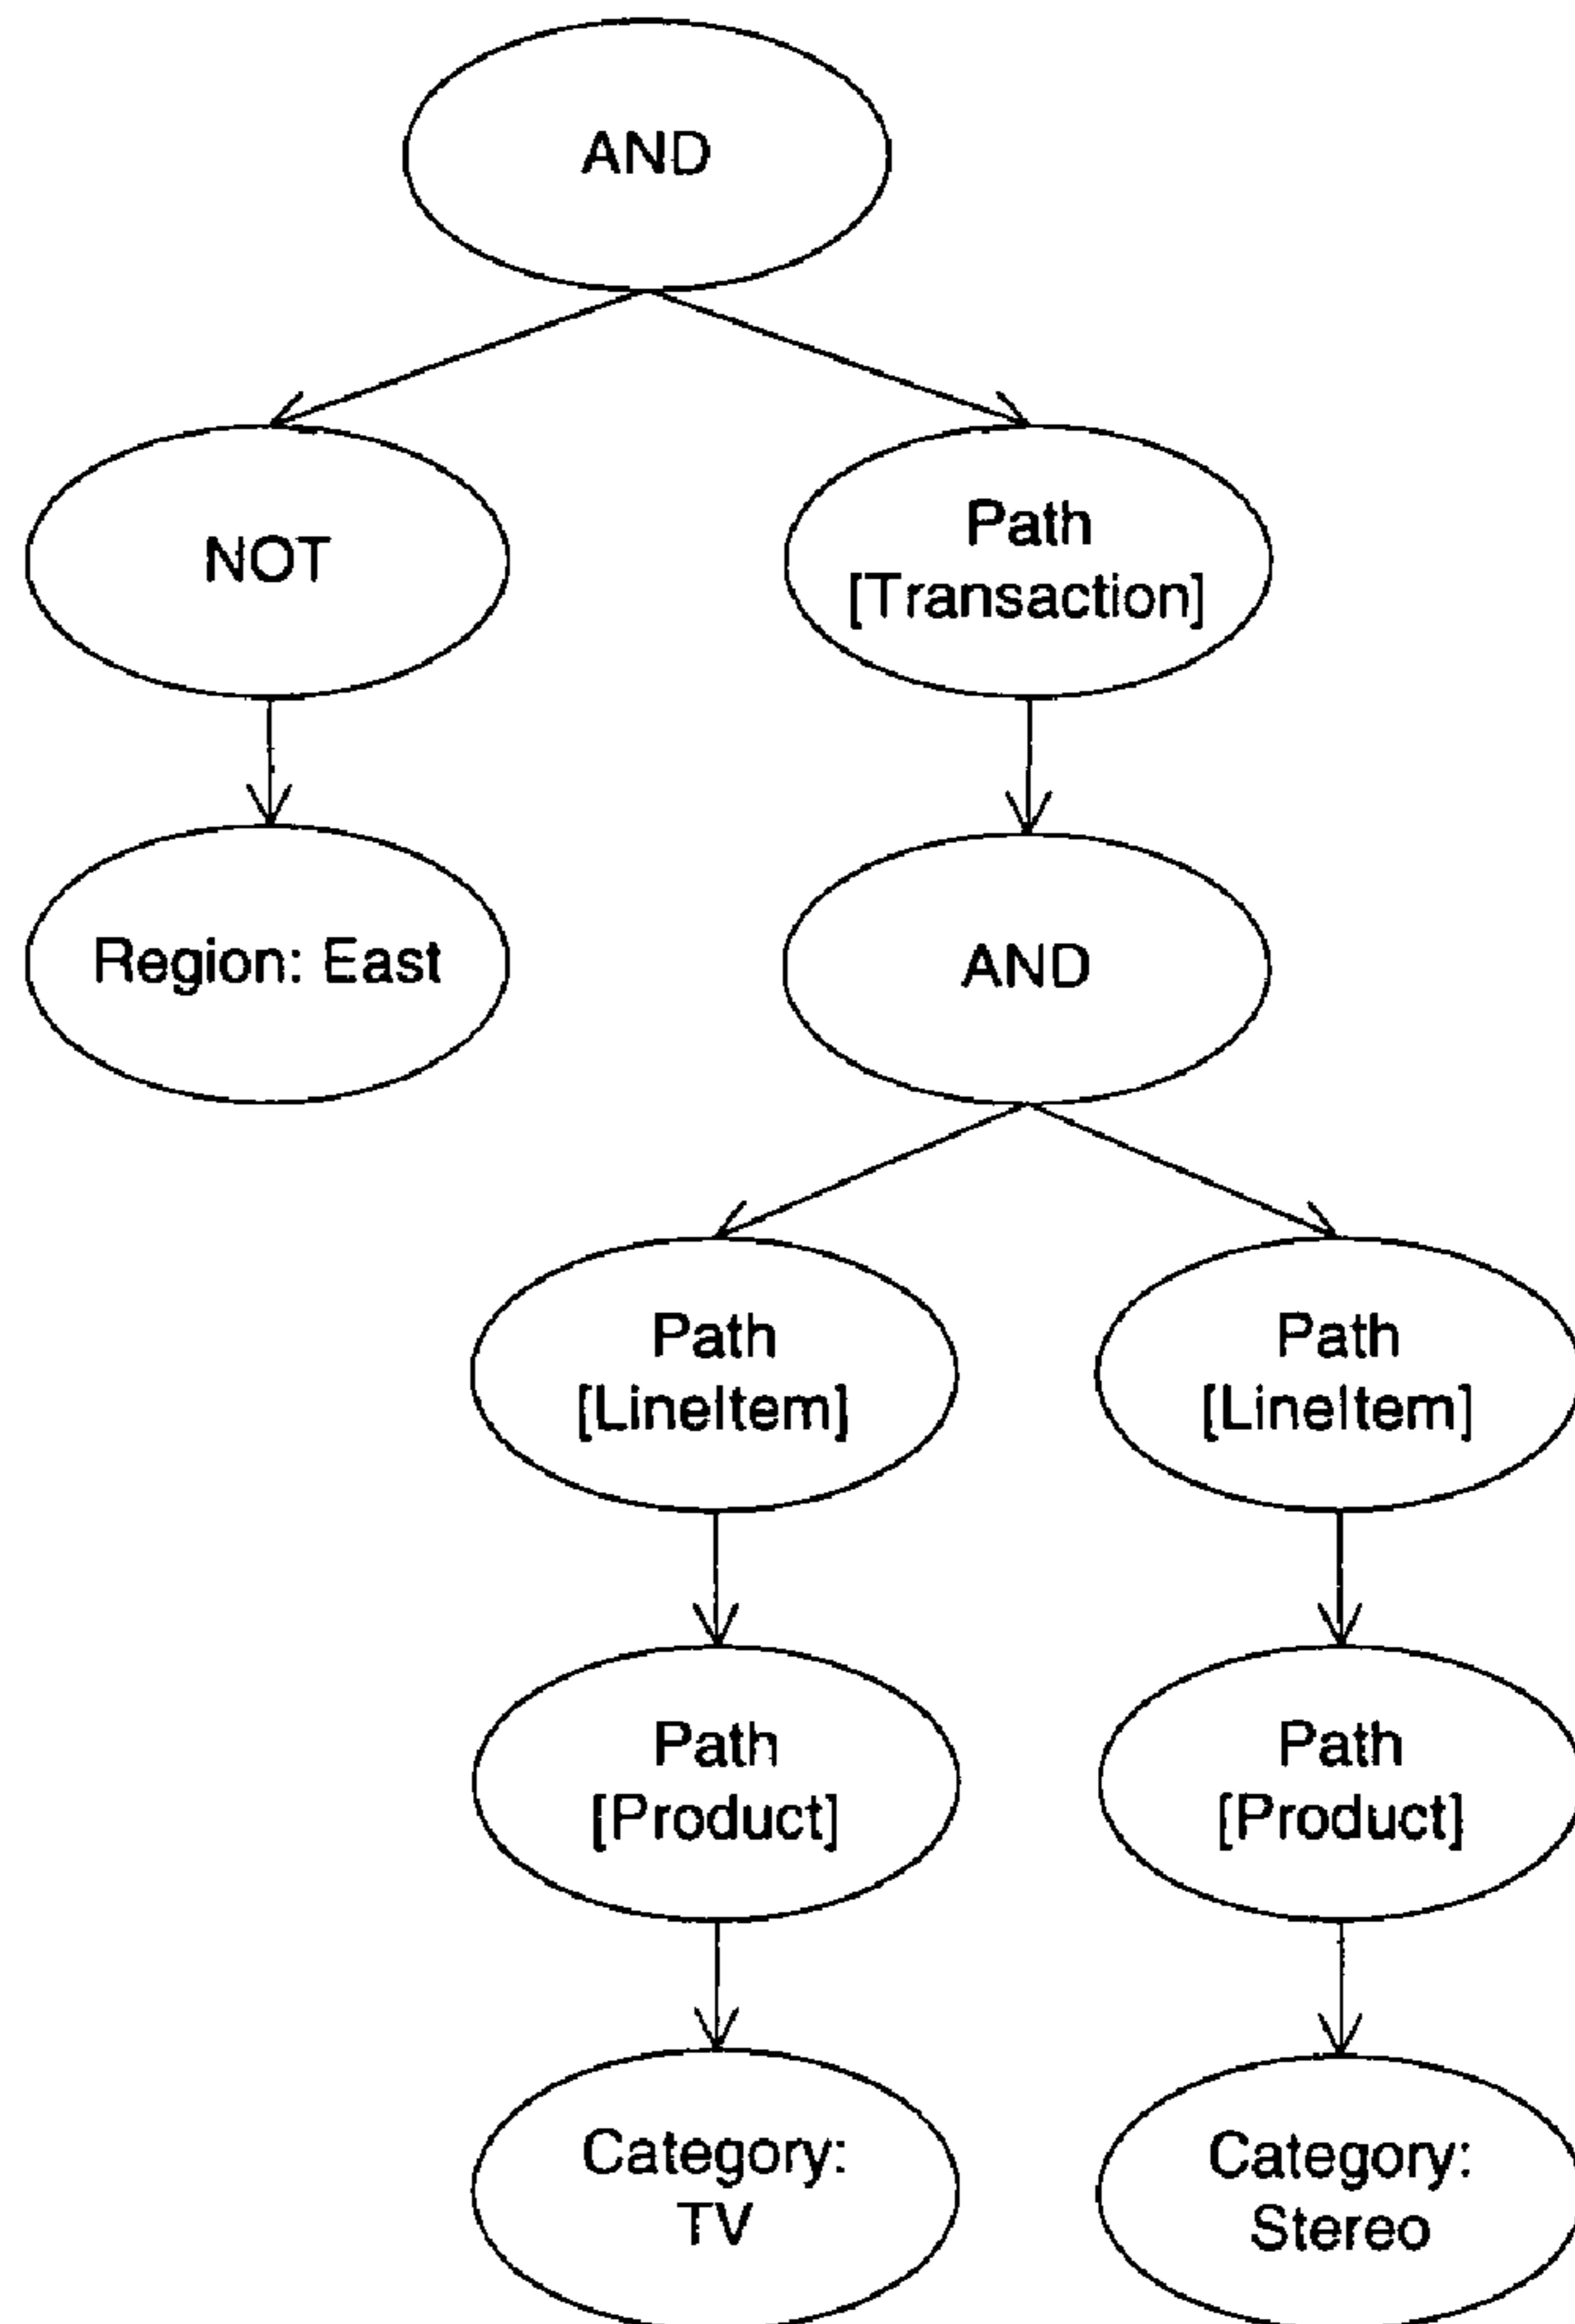 AND
NOT
Path
[Transaction]
Region: East
AND
Path
[LineItem]
Path
[LineItem]
Path
[Product]
Path
[Product]
Category:
TV
Category:
Stereo